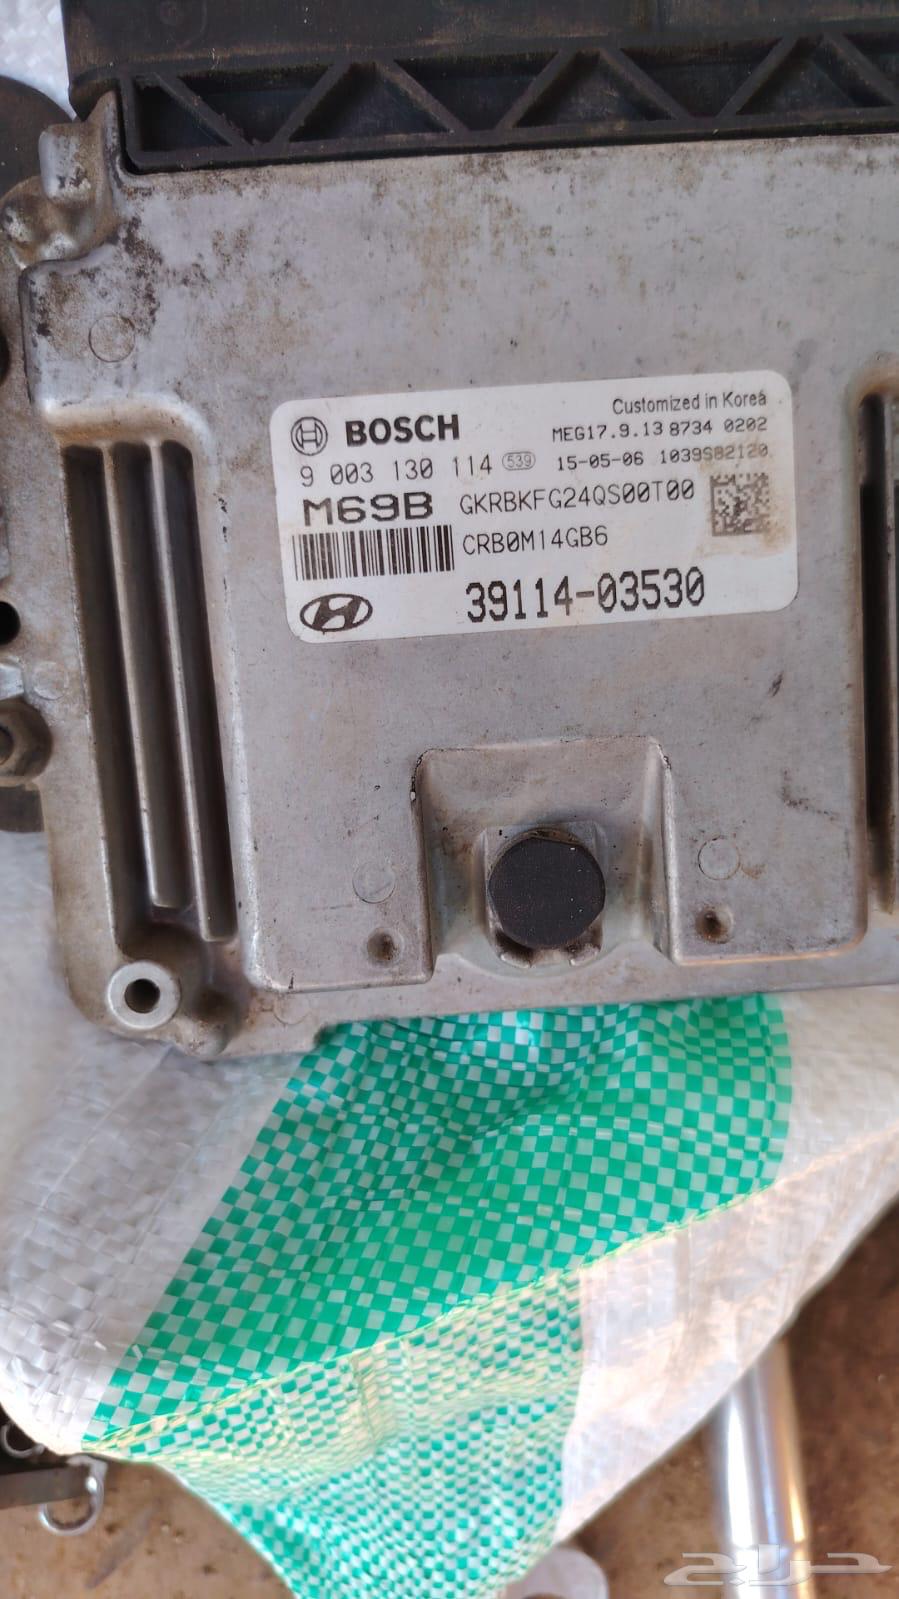 Customized in Korea
BOSCH
MEG17.9.13 8734 0202
9 003 130 114 539 15-05-06 1039S82120
M69B GKRBKFG24QS00T00
CRB0M14GB6
39114-03530
حراج